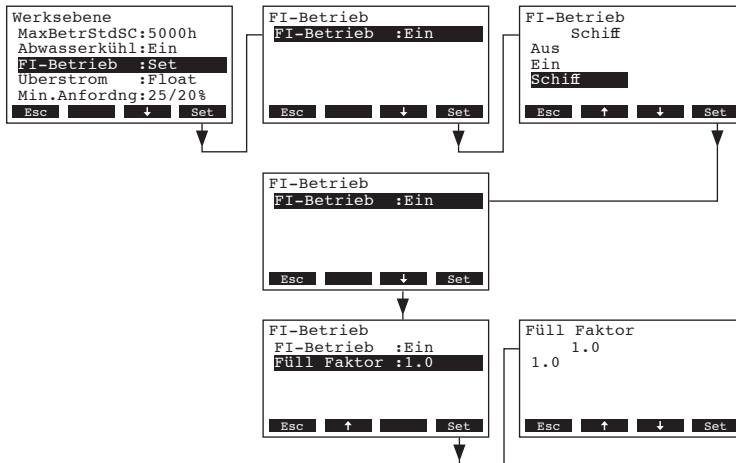 Werksebene
MaxBetrStdSC:5000h
Abwasserkühl:Ein
FI-Betrieb :Set
Überstrom :Float
Min.Anfordng:25/20%
Esc ↓ Set
FI-Betrieb
FI-Betrieb :Ein
Esc ↓ Set
FI-Betrieb
Schiff
Aus
Ein
Schiff
Esc ↑ ↓ Set
FI-Betrieb
FI-Betrieb :Ein
Esc ↓ Set
FI-Betrieb
FI-Betrieb :Ein
Füll Faktor :1.0
Esc ↑ Set
Füll Faktor
1.0
1.0
Esc ↑ ↓ Set